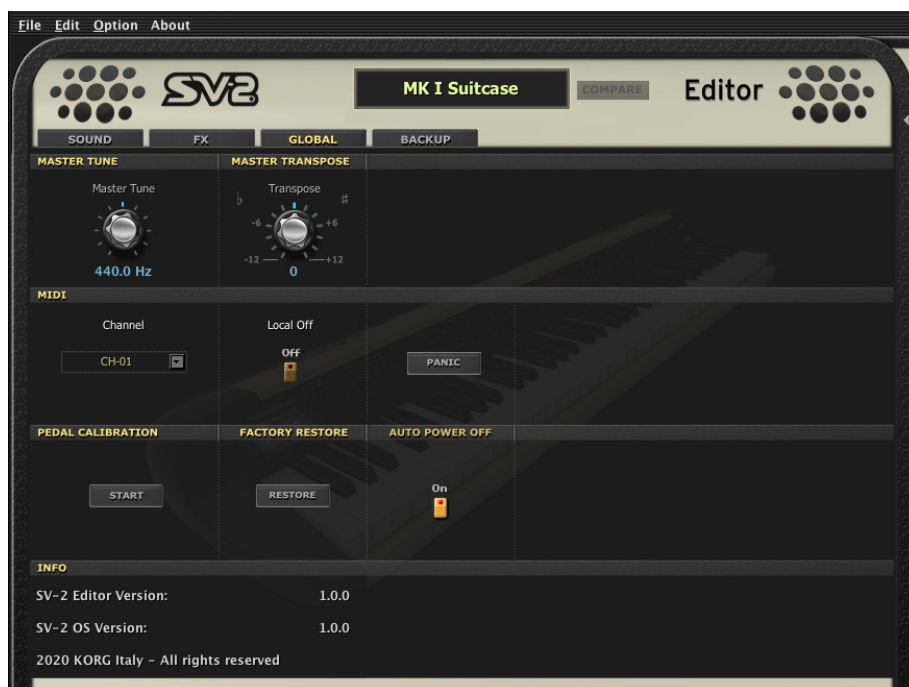 File Edit Option About
SV2
MK I Suitcase
COMPARE
Editor
SOUND FX GLOBAL BACKUP
MASTER TUNE MASTER TRANSPOSE
Master Tune Transpose
♭ ♯
-6 +6
-12 +12
440.0 Hz 0
MIDI
Channel Local Off
Off
CH-01 PANIC
PEDAL CALIBRATION FACTORY RESTORE AUTO POWER OFF
On
START RESTORE
INFO
SV-2 Editor Version: 1.0.0
SV-2 OS Version: 1.0.0
2020 KORG Italy - All rights reserved